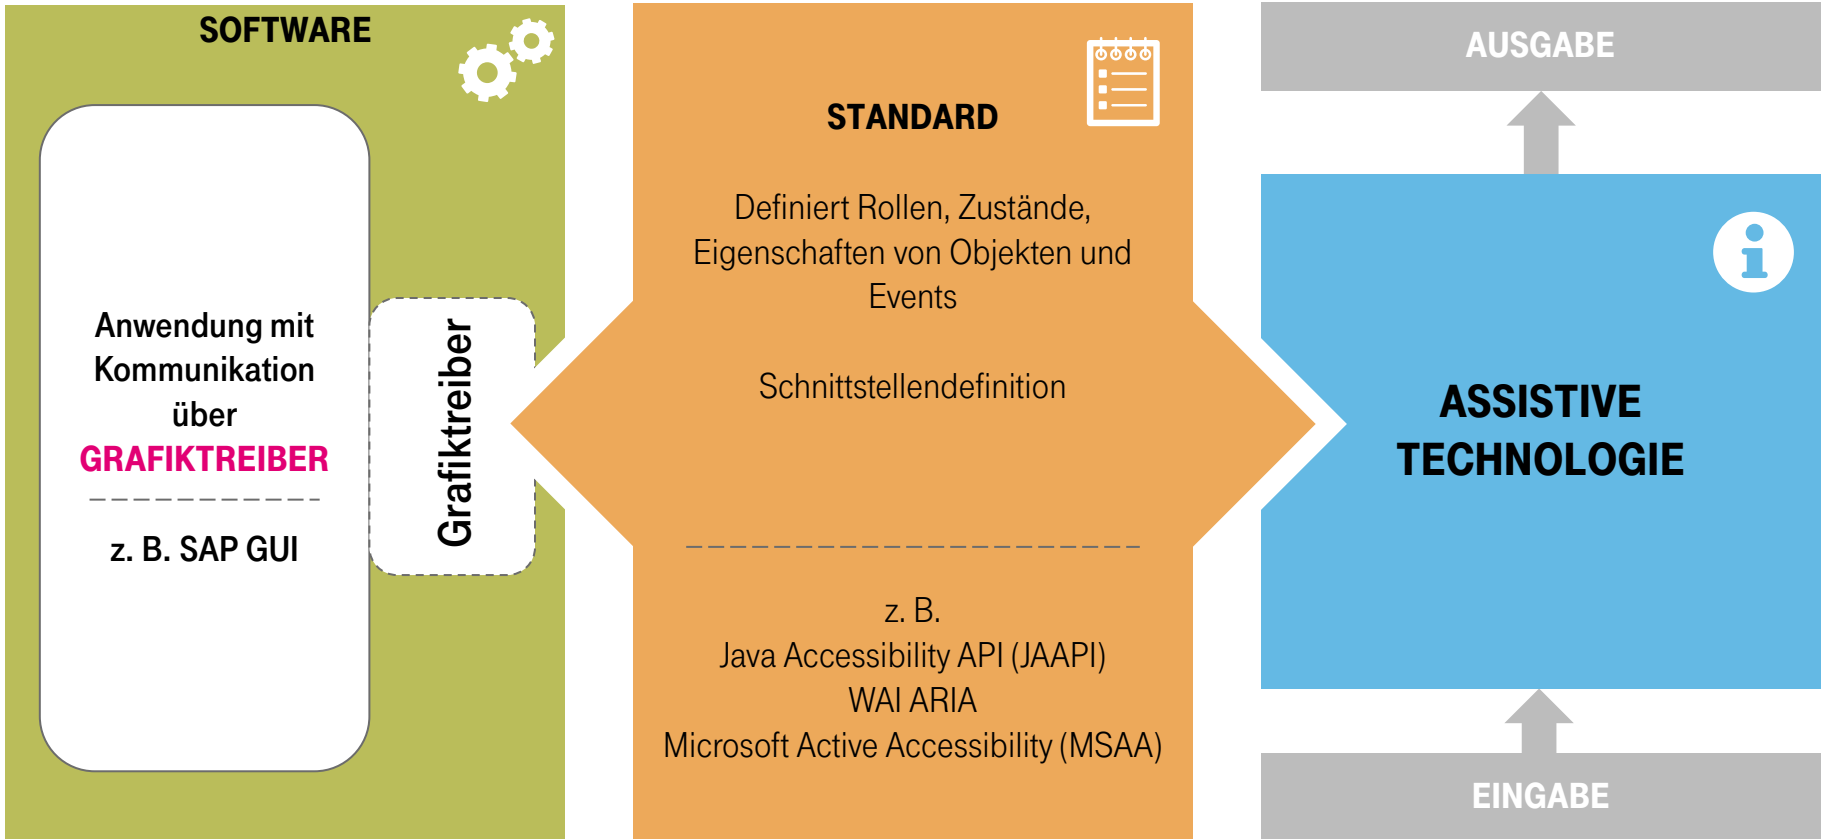 SOFTWARE
Anwendung mit
Kommunikation
über
GRAFIKTREIBER
z. B. SAP GUI
Grafiktreiber
STANDARD
Definiert Rollen, Zustände,
Eigenschaften von Objekten und
Events
Schnittstellendefinition
z. B.
Java Accessibility API (JAAPI)
WAI ARIA
Microsoft Active Accessibility (MSAA)
AUSGABE
ASSISTIVE
TECHNOLOGIE
EINGABE